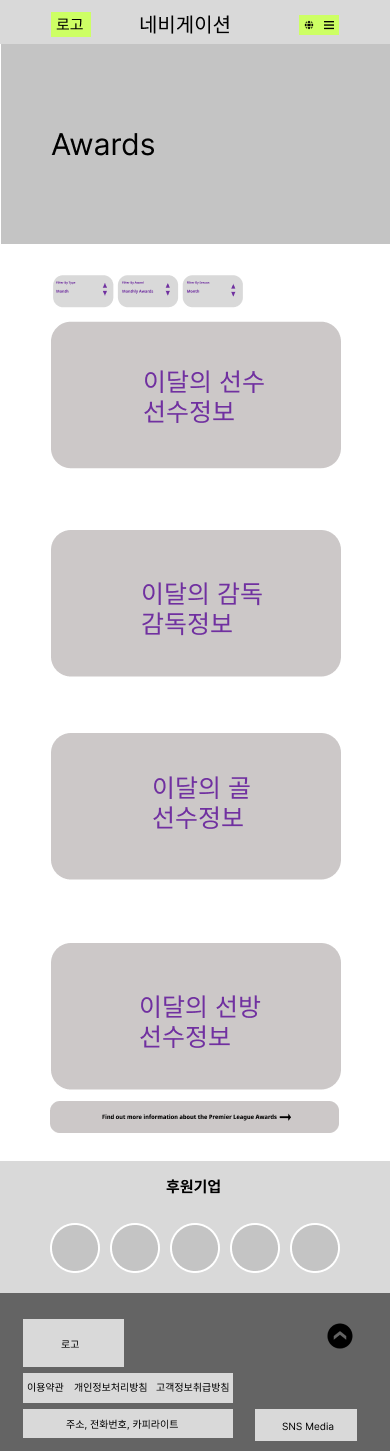 로고
네비게이션
Awards
Filter By Type
Month
Filter By Award
Monthly Awards
Filter By Season
Month
이달의 선수
선수정보
이달의 감독
감독정보
이달의 골
선수정보
이달의 선방
선수정보
Find out more information about the Premier League Awards
후원기업
로고
이용약관 개인정보처리방침 고객정보취급방침
주소, 전화번호, 카피라이트
SNS Media